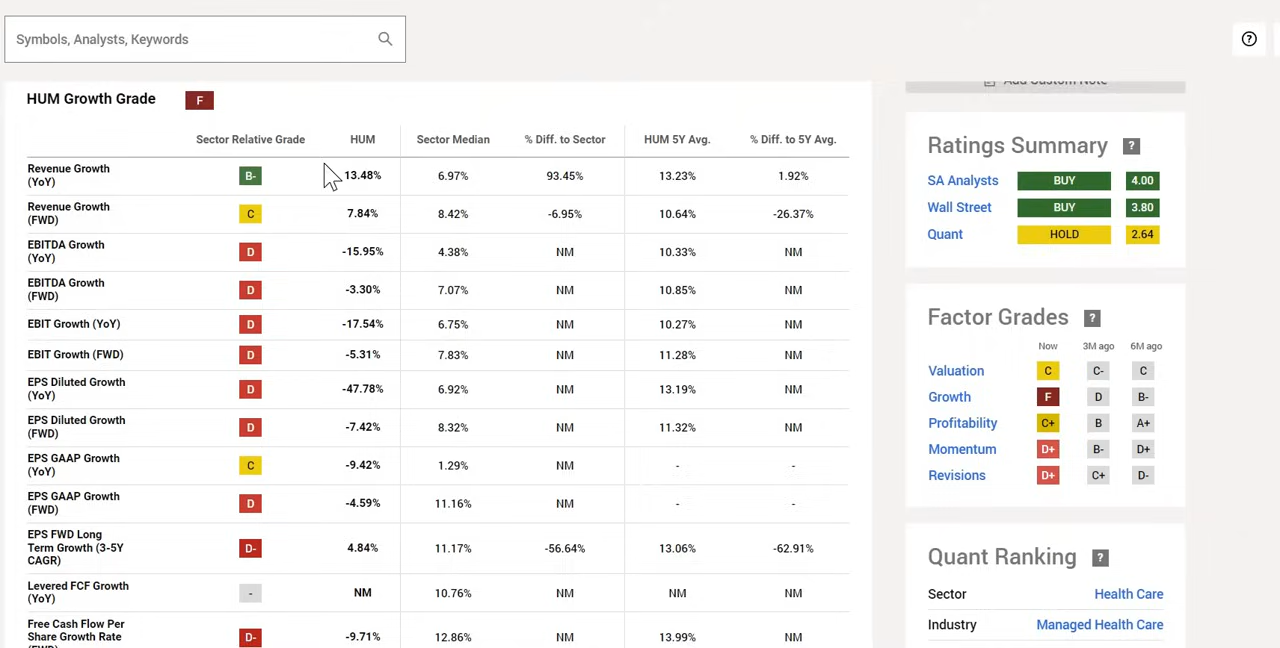 Symbols, Analysts, Keywords
HUM Growth Grade F
Sector Relative Grade HUM Sector Median % Diff. to Sector HUM 5Y Avg. % Diff. to 5Y Avg.
Revenue Growth
(YoY) B- 13.48% 6.97% 93.45% 13.23% 1.92%
Revenue Growth
(FWD) C 7.84% 8.42% -6.95% 10.64% -26.37%
EBITDA Growth
(YoY) D -15.95% 4.38% NM 10.33% NM
EBITDA Growth
(FWD) D -3.30% 7.07% NM 10.85% NM
EBIT Growth (YoY) D -17.54% 6.75% NM 10.27% NM
EBIT Growth (FWD) D -5.31% 7.83% NM 11.28% NM
EPS Diluted Growth
(YoY) D -47.78% 6.92% NM 13.19% NM
EPS Diluted Growth
(FWD) D -7.42% 8.32% NM 11.32% NM
EPS GAAP Growth
(YoY) C -9.42% 1.29% NM - -
EPS GAAP Growth
(FWD) D -4.59% 11.16% NM - -
EPS FWD Long
Term Growth (3-5Y
CAGR) D- 4.84% 11.17% -56.64% 13.06% -62.91%
Levered FCF Growth
(YoY) - NM 10.76% NM NM NM
Free Cash Flow Per
Share Growth Rate
(FWD) D- -9.71% 12.86% NM 13.99% NM
Add Custom Note
Ratings Summary ?
SA Analysts BUY 4.00
Wall Street BUY 3.80
Quant HOLD 2.64
Factor Grades ?
Now 3M ago 6M ago
Valuation C C- C
Growth F D B-
Profitability C+ B A+
Momentum D+ B- D+
Revisions D+ C+ D-
Quant Ranking ?
Sector Health Care
Industry Managed Health Care